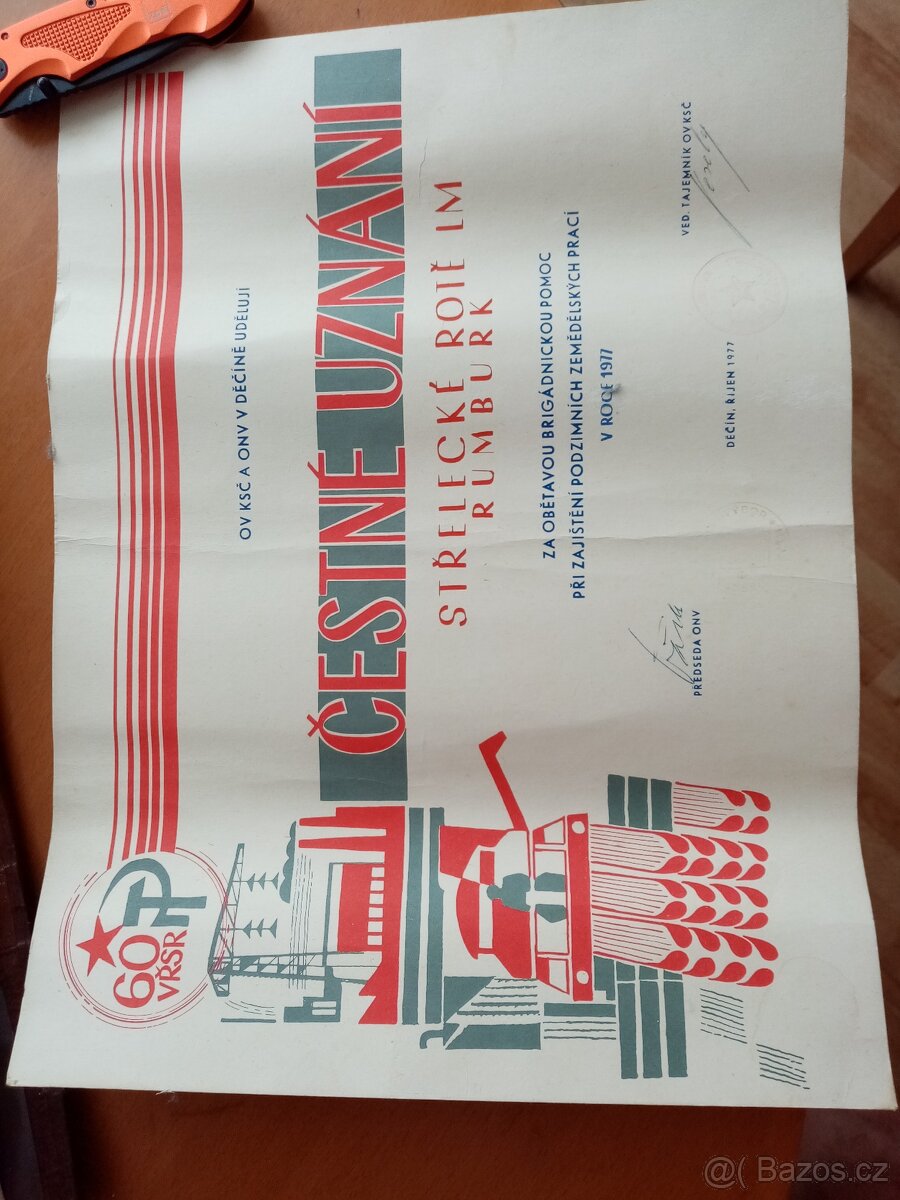 60
VŘSR
OV KSČ A ONV V DĚČÍNĚ UDĚLUJÍ
ČESTNÉ UZNÁNÍ
STŘELECKÉ ROTĚ LM
RUMBURK
ZA OBĚTAVOU BRIGÁDNICKOU POMOC
PŘI ZAJIŠTĚNÍ PODZIMNÍCH ZEMĚDĚLSKÝCH PRACÍ
V ROCE 1977
PŘEDSEDA ONV
DĚČÍN, ŘÍJEN 1977
VED. TAJEMNÍK OV KSČ
@( Bazos.cz